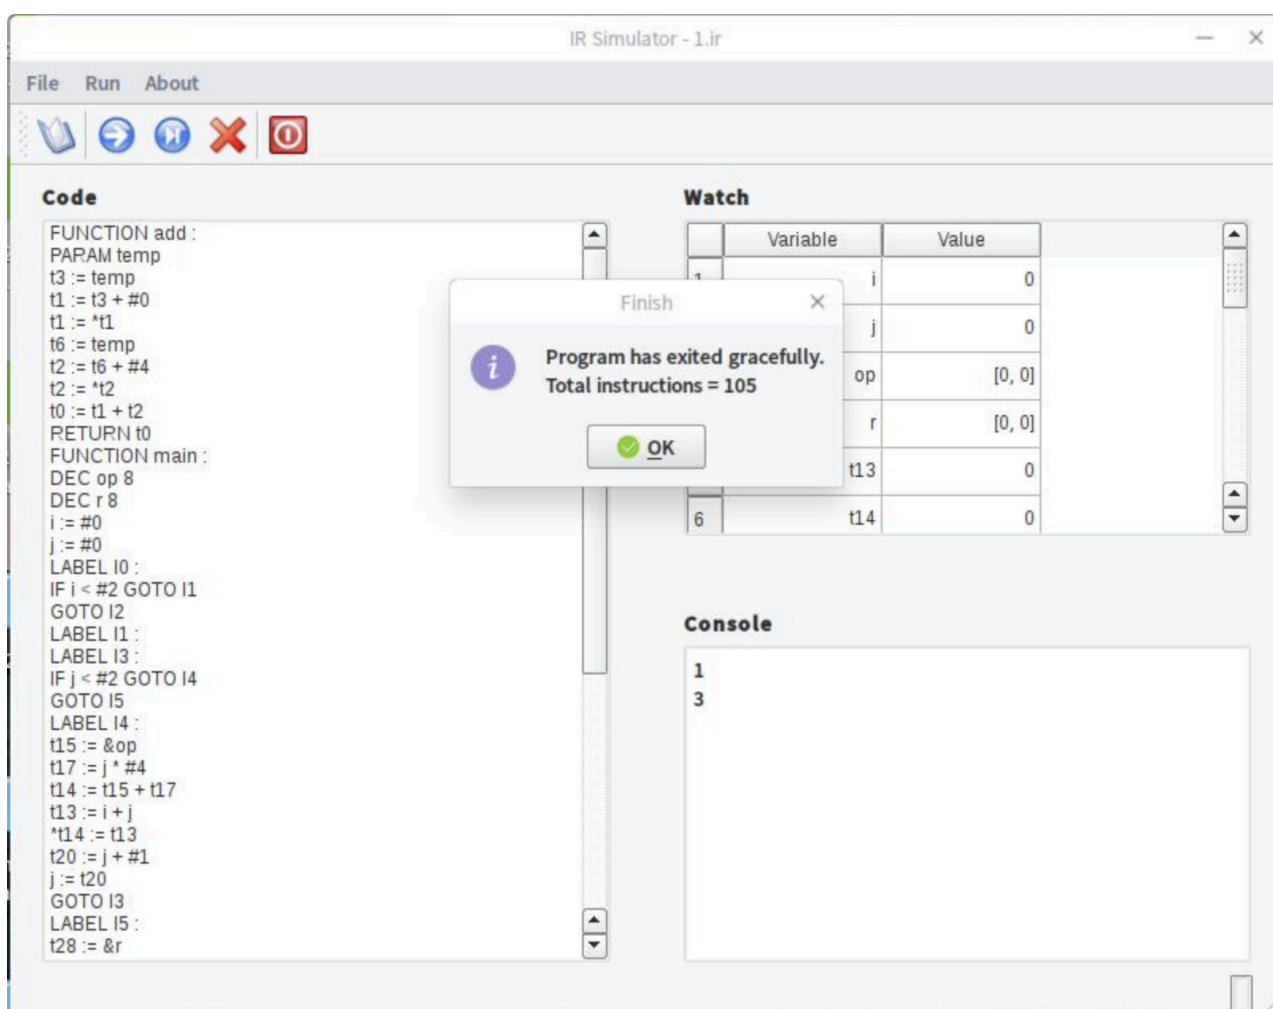 IR Simulator - 1.ir
File Run About
Code
FUNCTION add :
PARAM temp
t3 := temp
t1 := t3 + #0
t1 := *t1
t6 := temp
t2 := t6 + #4
t2 := *t2
t0 := t1 + t2
RETURN t0
FUNCTION main :
DEC op 8
DEC r 8
i := #0
j := #0
LABEL l0 :
IF i < #2 GOTO l1
GOTO l2
LABEL l1 :
LABEL l3 :
IF j < #2 GOTO l4
GOTO l5
LABEL l4 :
t15 := &op
t17 := j * #4
t14 := t15 + t17
t13 := i + j
*t14 := t13
t20 := j + #1
j := t20
GOTO l3
LABEL l5 :
t28 := &r
Watch
Variable Value
i 0
j 0
op [0, 0]
r [0, 0]
t13 0
6 t14 0
Finish
Program has exited gracefully.
Total instructions = 105
OK
Console
1
3